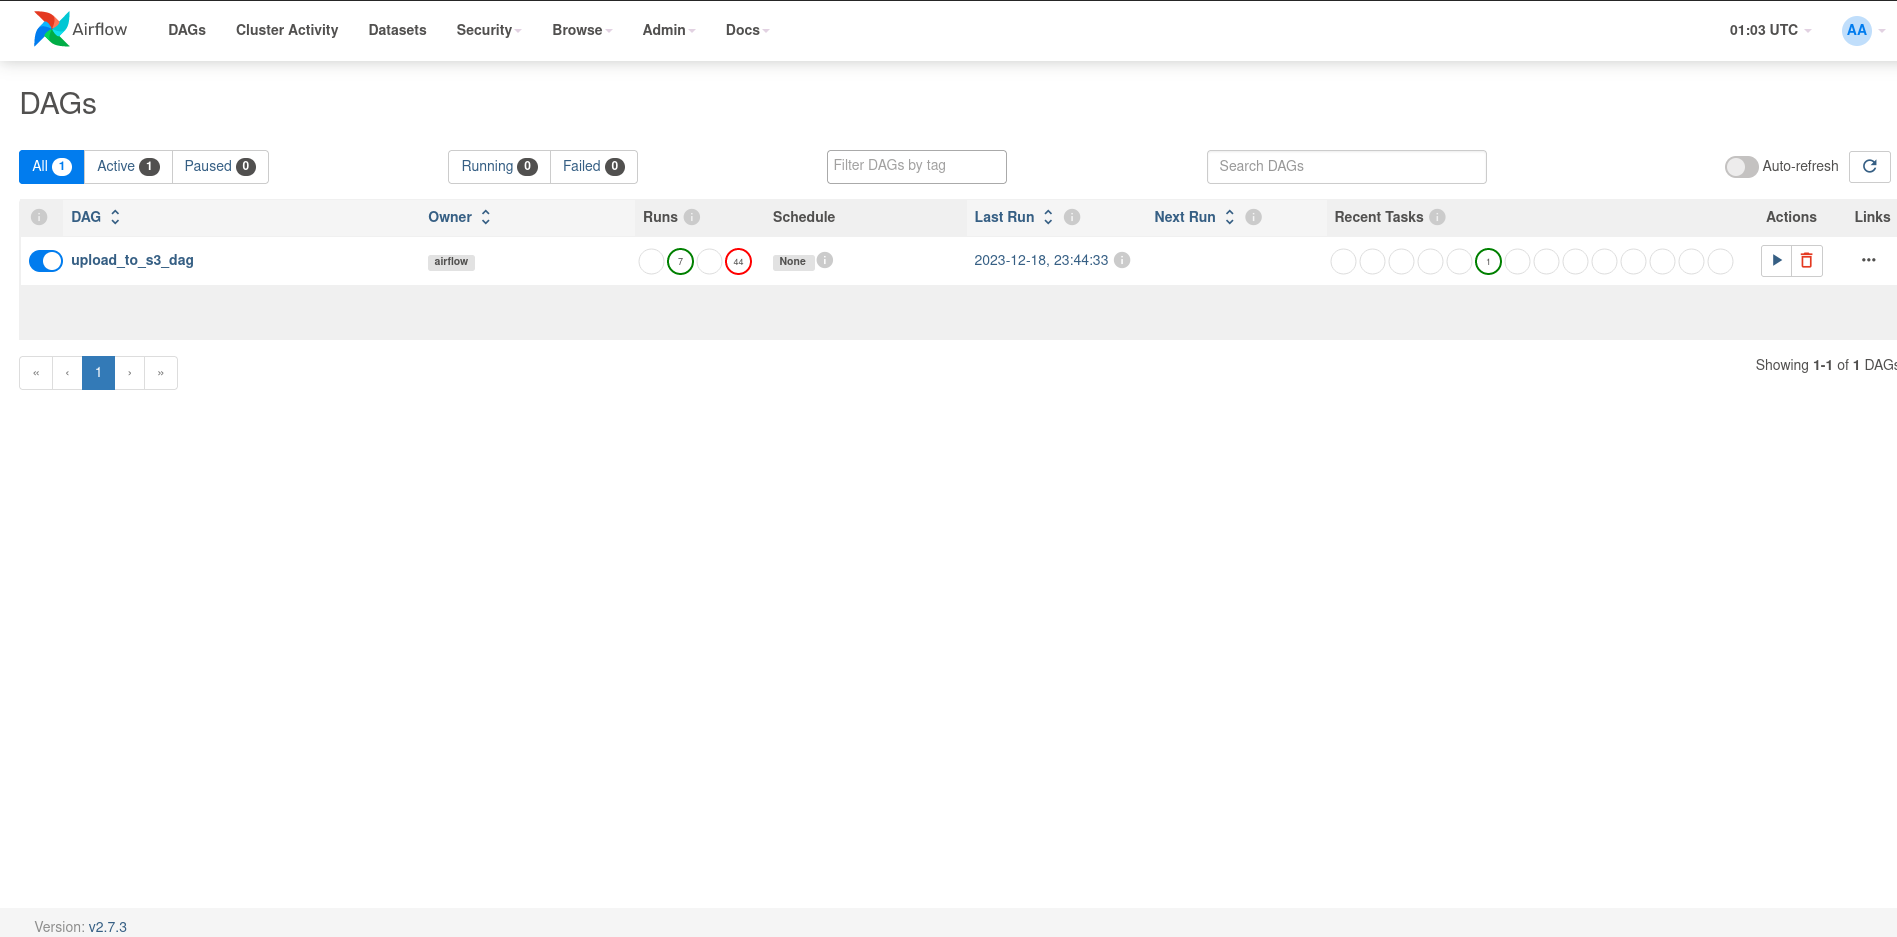 Airflow DAGs Cluster Activity Datasets Security Browse Admin Docs 01:03 UTC AA
DAGs
All 1 Active 1 Paused 0 Running 0 Failed 0 Filter DAGs by tag Search DAGs Auto-refresh
i DAG Owner Runs i Schedule Last Run i Next Run i Recent Tasks i Actions Links
upload_to_s3_dag airflow 7 44 None i 2023-12-18, 23:44:33 i 1 ···
« ‹ 1 › » Showing 1-1 of 1 DAGs
Version: v2.7.3